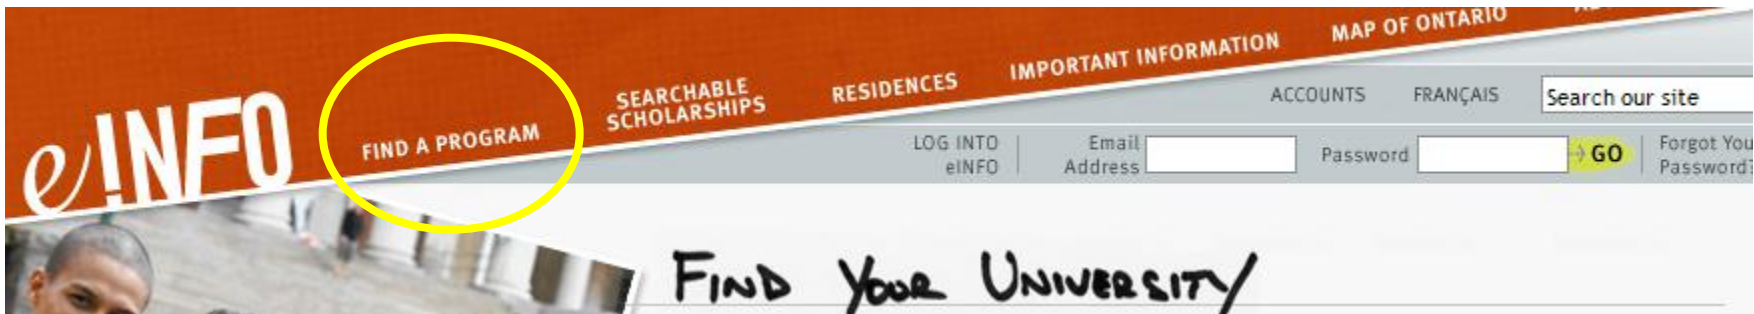 eINFO
FIND A PROGRAM
SEARCHABLE
SCHOLARSHIPS
RESIDENCES
IMPORTANT INFORMATION
MAP OF ONTARIO
ACCOUNTS
FRANÇAIS
Search our site
LOG INTO
eINFO
Email
Address
Password
GO
Forgot You
Password?
FIND YOUR UNIVERSITY